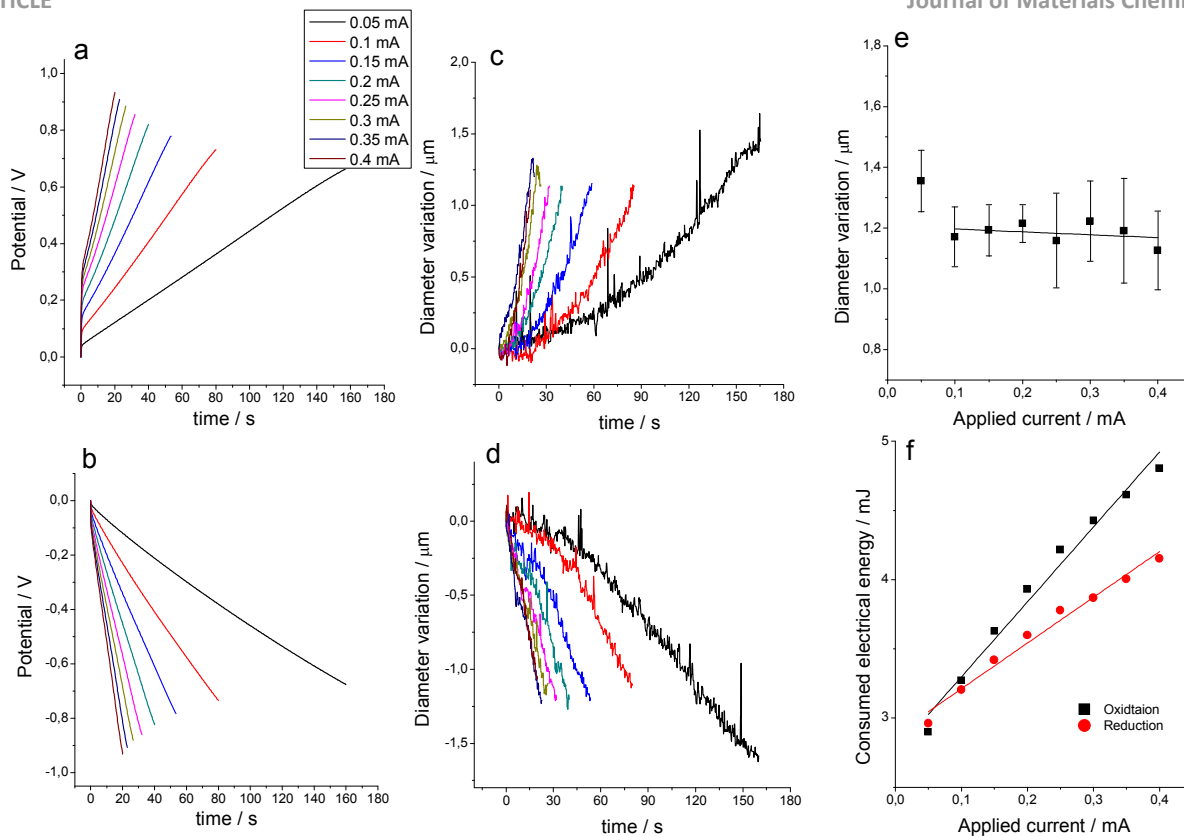 TICLE
Journal of Materials Chemi
a
0.05 mA
0.1 mA
0.15 mA
0.2 mA
0.25 mA
0.3 mA
0.35 mA
0.4 mA
1,0
0,8
0,6
0,4
0,2
0,0
Potential / V
0 20 40 60 80 100 120 140 160 180
time / s
c
2,0
1,5
1,0
0,5
0,0
Diameter variation / μm
0 30 60 90 120 150 180
time / s
e
1,8
1,6
1,4
1,2
1,0
0,8
Diameter variation / μm
0,0 0,1 0,2 0,3 0,4
Applied current / mA
b
0,0
-0,2
-0,4
-0,6
-0,8
-1,0
Potential / V
0 20 40 60 80 100 120 140 160 180
time / s
d
0,0
-0,5
-1,0
-1,5
Diameter variation / μm
0 30 60 90 120 150 180
time / s
f
5
4
3
Consumed electrical energy / mJ
Oxidtaion
Reduction
0,0 0,1 0,2 0,3 0,4
Applied current / mA